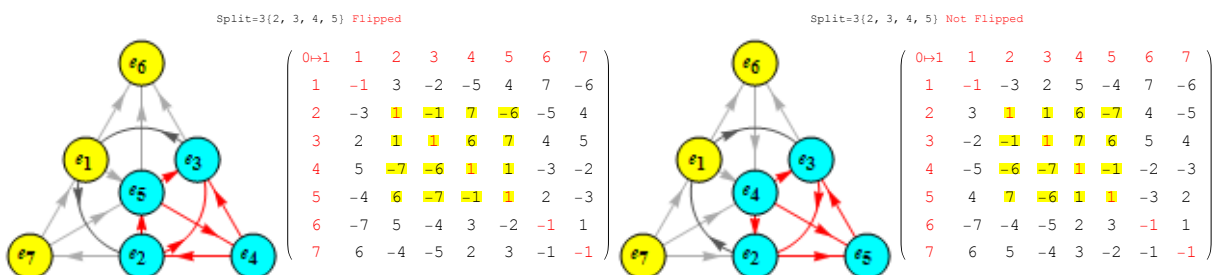 Split=3{2, 3, 4, 5} Flipped
e6
e1
e3
e5
e7
e2
e4
0↦1 1 2 3 4 5 6 7
1 -1 3 -2 -5 4 7 -6
2 -3 1 -1 7 -6 -5 4
3 2 1 1 6 7 4 5
4 5 -7 -6 1 1 -3 -2
5 -4 6 -7 -1 1 2 -3
6 -7 5 -4 3 -2 -1 1
7 6 -4 -5 2 3 -1 -1
Split=3{2, 3, 4, 5} Not Flipped
e6
e1
e3
e4
e7
e2
e5
0↦1 1 2 3 4 5 6 7
1 -1 -3 2 5 -4 7 -6
2 3 1 1 6 -7 4 -5
3 -2 -1 1 7 6 5 4
4 -5 -6 -7 1 -1 -2 -3
5 4 7 -6 1 1 -3 2
6 -7 -4 -5 2 3 -1 1
7 6 5 -4 3 -2 -1 -1